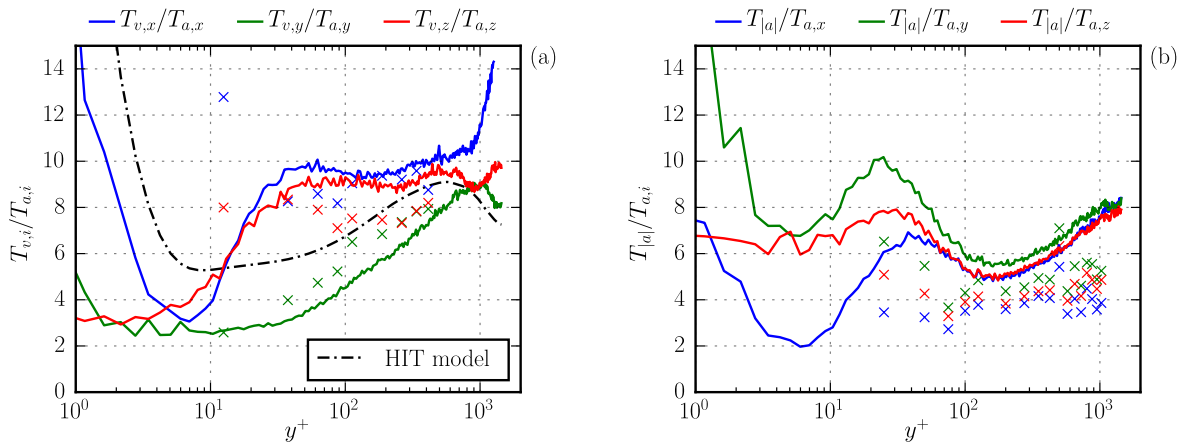 T_{v,x}/T_{a,x} T_{v,y}/T_{a,y} T_{v,z}/T_{a,z}
(a)
T_{v,i}/T_{a,i}
14
12
10
8
6
4
2
0
HIT model
10^0 10^1 10^2 10^3
y^+
T_{|a|}/T_{a,x} T_{|a|}/T_{a,y} T_{|a|}/T_{a,z}
(b)
T_{|a|}/T_{a,i}
14
12
10
8
6
4
2
0
10^0 10^1 10^2 10^3
y^+